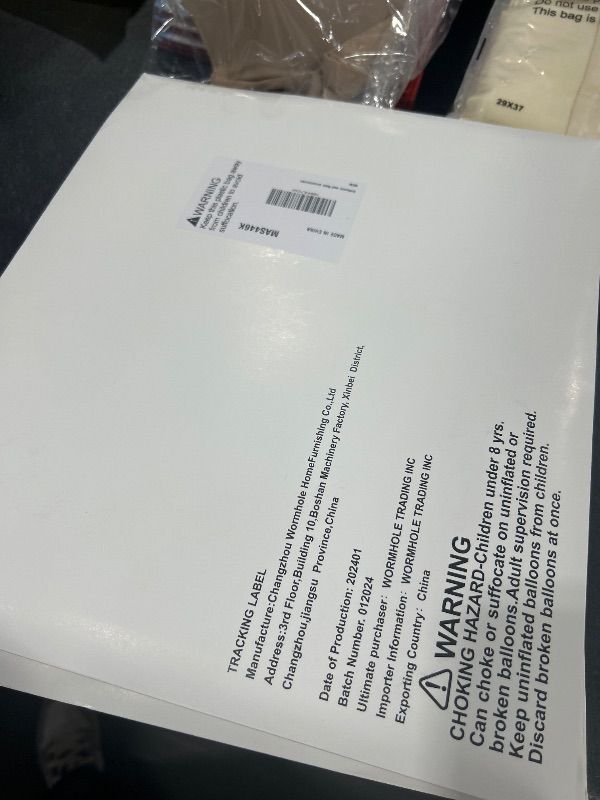 Do not use
This bag is
29X37
WARNING
Keep this plastic bag away
from children to avoid
suffocation.
MAS446K
MADE IN CHINA
TRACKING LABEL
Manufacture:Changzhou Wormhole HomeFurnishing Co.,Ltd
Address:3rd Floor,Building 10,Boshan Machinery Factory, Xinbei District,
Changzhou,jiangsu Province,China
Date of Production: 202401
Batch Number. 012024
Ultimate purchaser: WORMHOLE TRADING INC
Importer Information: WORMHOLE TRADING INC
Exporting Country: China
WARNING
CHOKING HAZARD-Children under 8 yrs.
Can choke or suffocate on uninflated or
broken balloons.Adult supervision required.
Keep uninflated balloons from children.
Discard broken balloons at once.